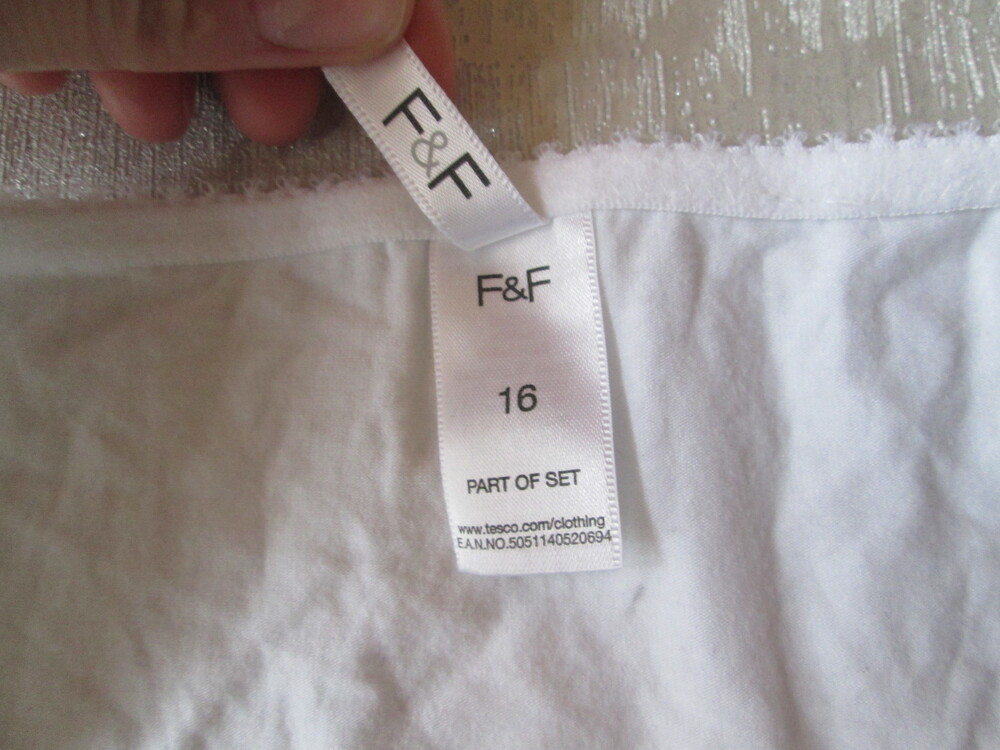 F&F
F&F
16
PART OF SET
www.tesco.com/clothing
E.A.N.NO.5051140520694